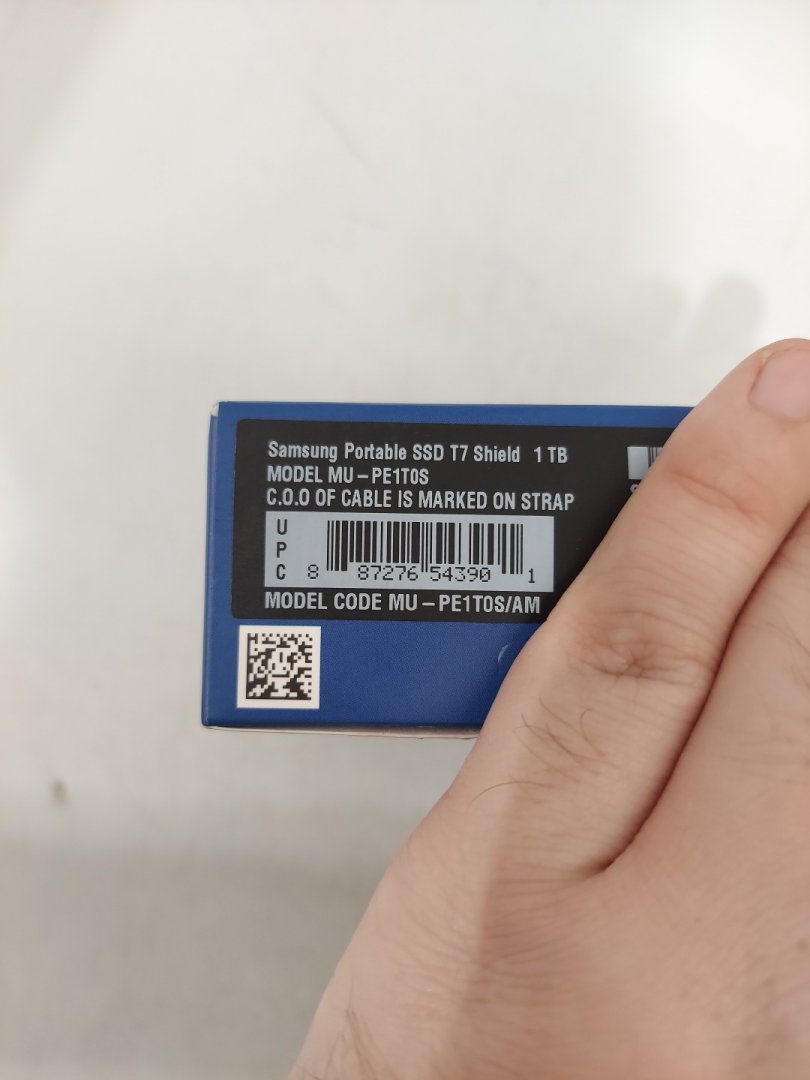 Samsung Portable SSD T7 Shield 1 TB
MODEL MU-PE1T0S
C.O.O OF CABLE IS MARKED ON STRAP
UPC
8 87276 54390 1
MODEL CODE MU-PE1T0S/AM